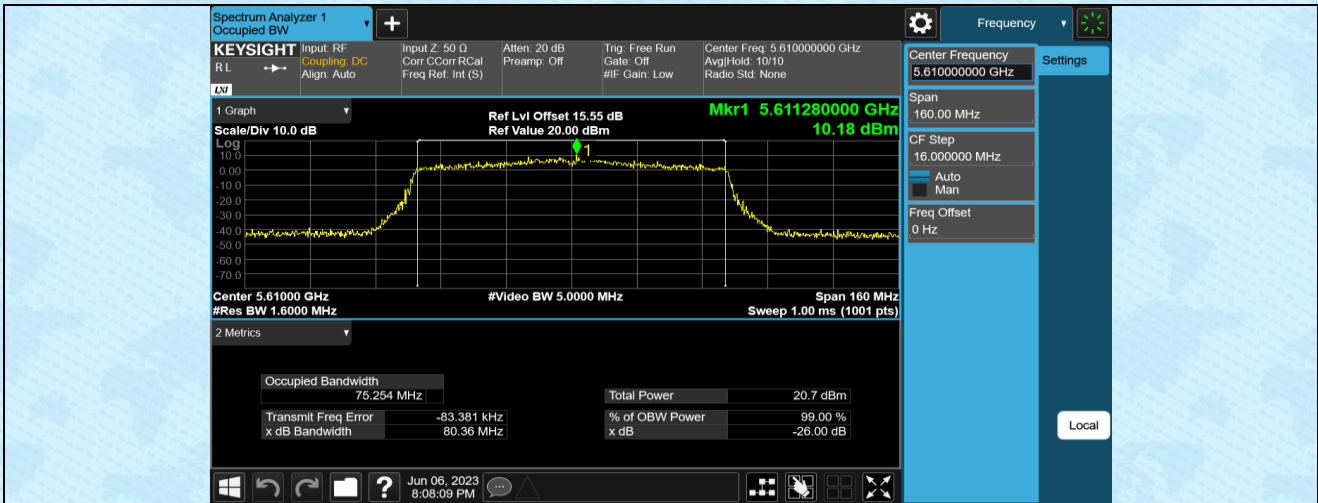 Spectrum Analyzer 1
Occupied BW
Frequency
KEYSIGHT
RL
LXI
Input: RF
Coupling: DC
Align: Auto
Input Z: 50 Ω
Corr CCorr RCal
Freq Ref: Int (S)
Atten: 20 dB
Preamp: Off
Trig: Free Run
Gate: Off
#IF Gain: Low
Center Freq: 5.610000000 GHz
Avg|Hold: 10/10
Radio Std: None
Center Frequency
5.610000000 GHz
Settings
Span
160.00 MHz
CF Step
16.000000 MHz
Auto
Man
Freq Offset
0 Hz
Local
1 Graph
Scale/Div 10.0 dB
Ref Lvl Offset 15.55 dB
Ref Value 20.00 dBm
Mkr1 5.611280000 GHz
10.18 dBm
Log
1
10.0
0.00
-10.0
-20.0
-30.0
-40.0
-50.0
-60.0
-70.0
Center 5.61000 GHz
#Res BW 1.6000 MHz
#Video BW 5.0000 MHz
Span 160 MHz
Sweep 1.00 ms (1001 pts)
2 Metrics
Occupied Bandwidth
75.254 MHz
Transmit Freq Error -83.381 kHz
x dB Bandwidth 80.36 MHz
Total Power 20.7 dBm
% of OBW Power 99.00 %
x dB -26.00 dB
?
Jun 06, 2023
8:08:09 PM